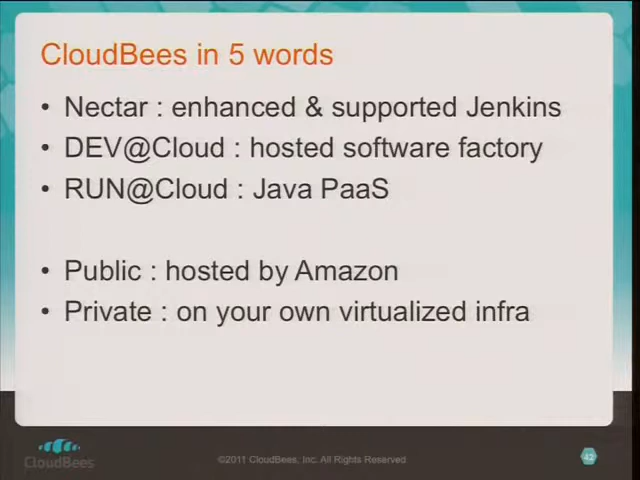 CloudBees in 5 words
• Nectar : enhanced & supported Jenkins
• DEV@Cloud : hosted software factory
• RUN@Cloud : Java PaaS
• Public : hosted by Amazon
• Private : on your own virtualized infra
CloudBees
©2011 CloudBees, Inc. All Rights Reserved
42